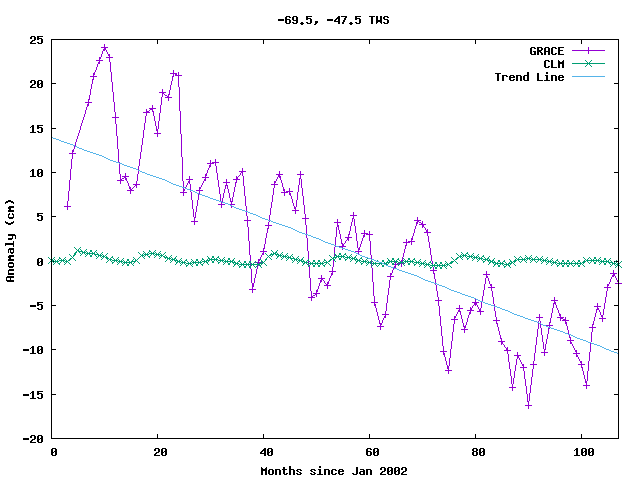 -69.5, -47.5 TWS
GRACE
CLM
Trend Line
25
20
15
10
5
0
-5
-10
-15
-20
Anomaly (cm)
0 20 40 60 80 100
Months since Jan 2002